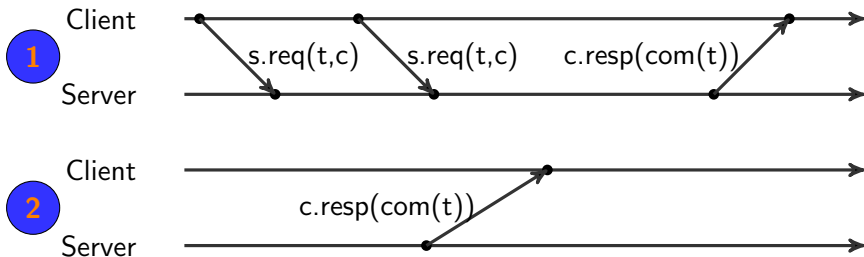 Client
1
s.req(t,c)
s.req(t,c)
c.resp(com(t))
Server
Client
2
c.resp(com(t))
Server